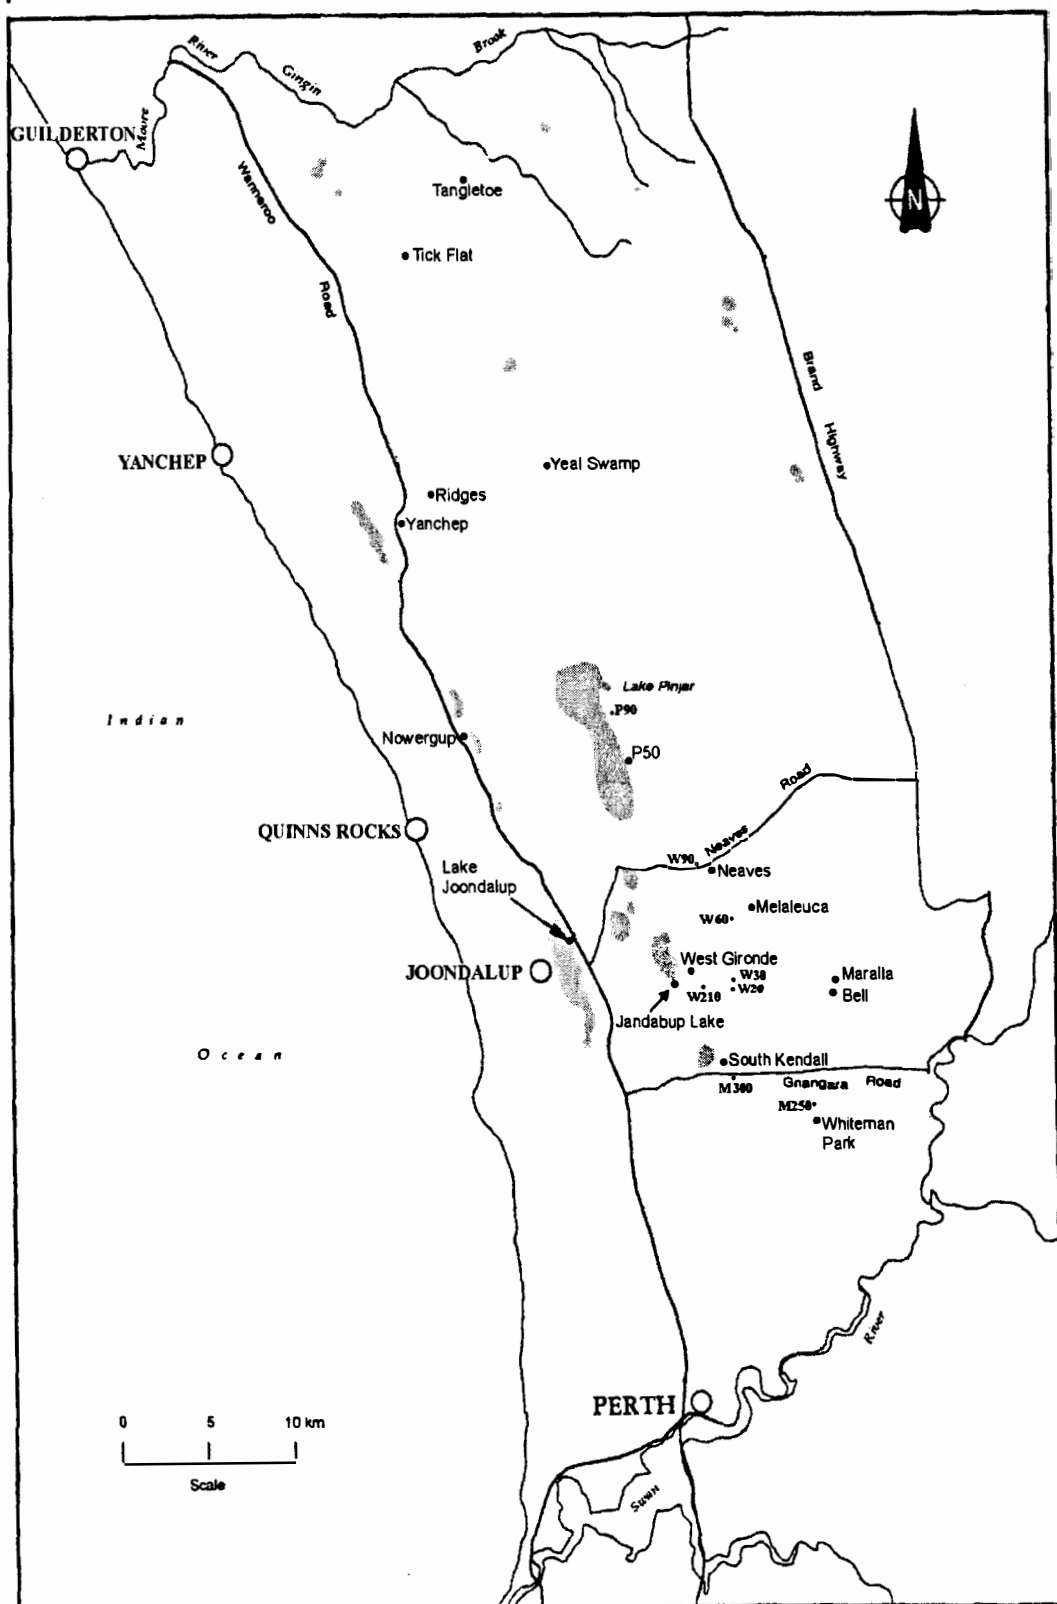 River
Gingin
Brook
Moore
GUILDERTON
Wanneroo
Road
Tangletoe
N
Tick Flat
Brand
Highway
YANCHEP
Yeal Swamp
Ridges
Yanchep
Lake Pinjar
P90
Indian
Nowergup
P50
Road
QUINNS ROCKS
Neaves
W90
Neaves
Lake
Joondalup
Melaleuca
W60
West Gironde
JOONDALUP
W30
Maralla
W210
W20
Bell
Jandabup Lake
Ocean
South Kendall
M300
Gnangara Road
M250
Whiteman
Park
River
PERTH
0 5 10 km
Scale
Swan